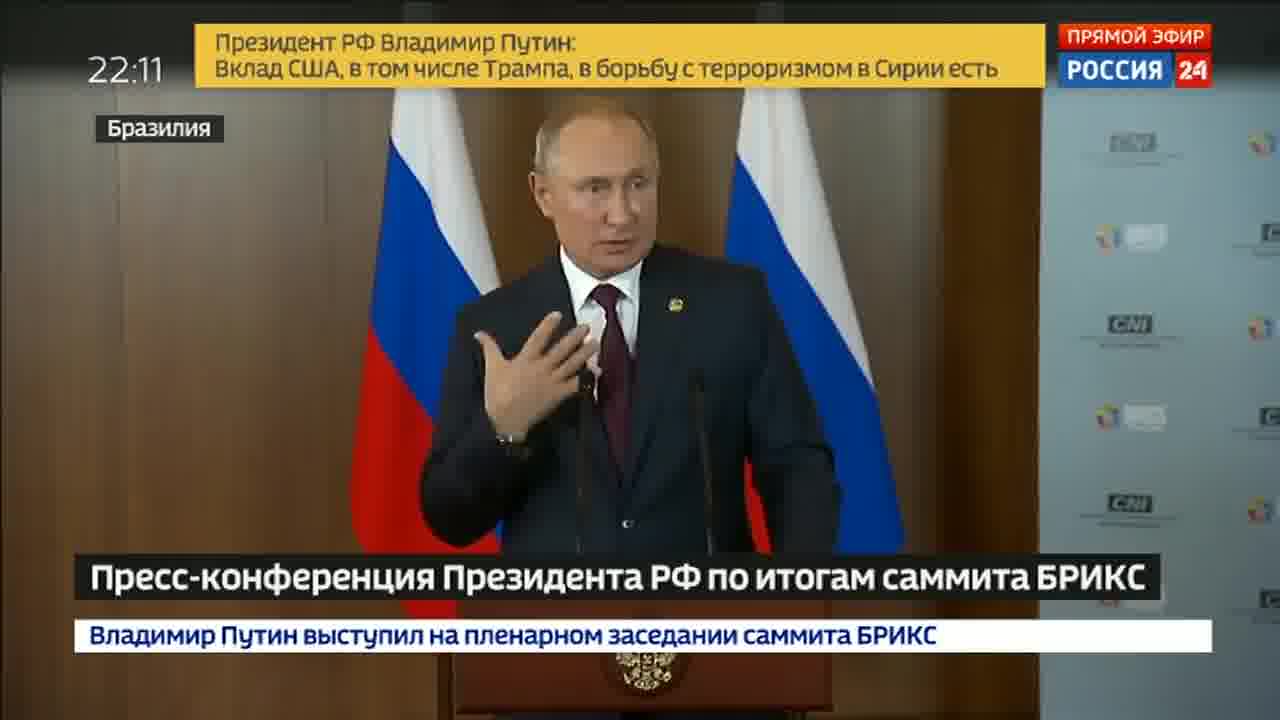 Президент РФ Владимир Путин:
Вклад США, в том числе Трампа, в борьбу с терроризмом в Сирии есть
ПРЯМОЙ ЭФИР
РОССИЯ 24
22:11
Бразилия
CNI
CNI
Пресс-конференция Президента РФ по итогам саммита БРИКС
Владимир Путин выступил на пленарном заседании саммита БРИКС